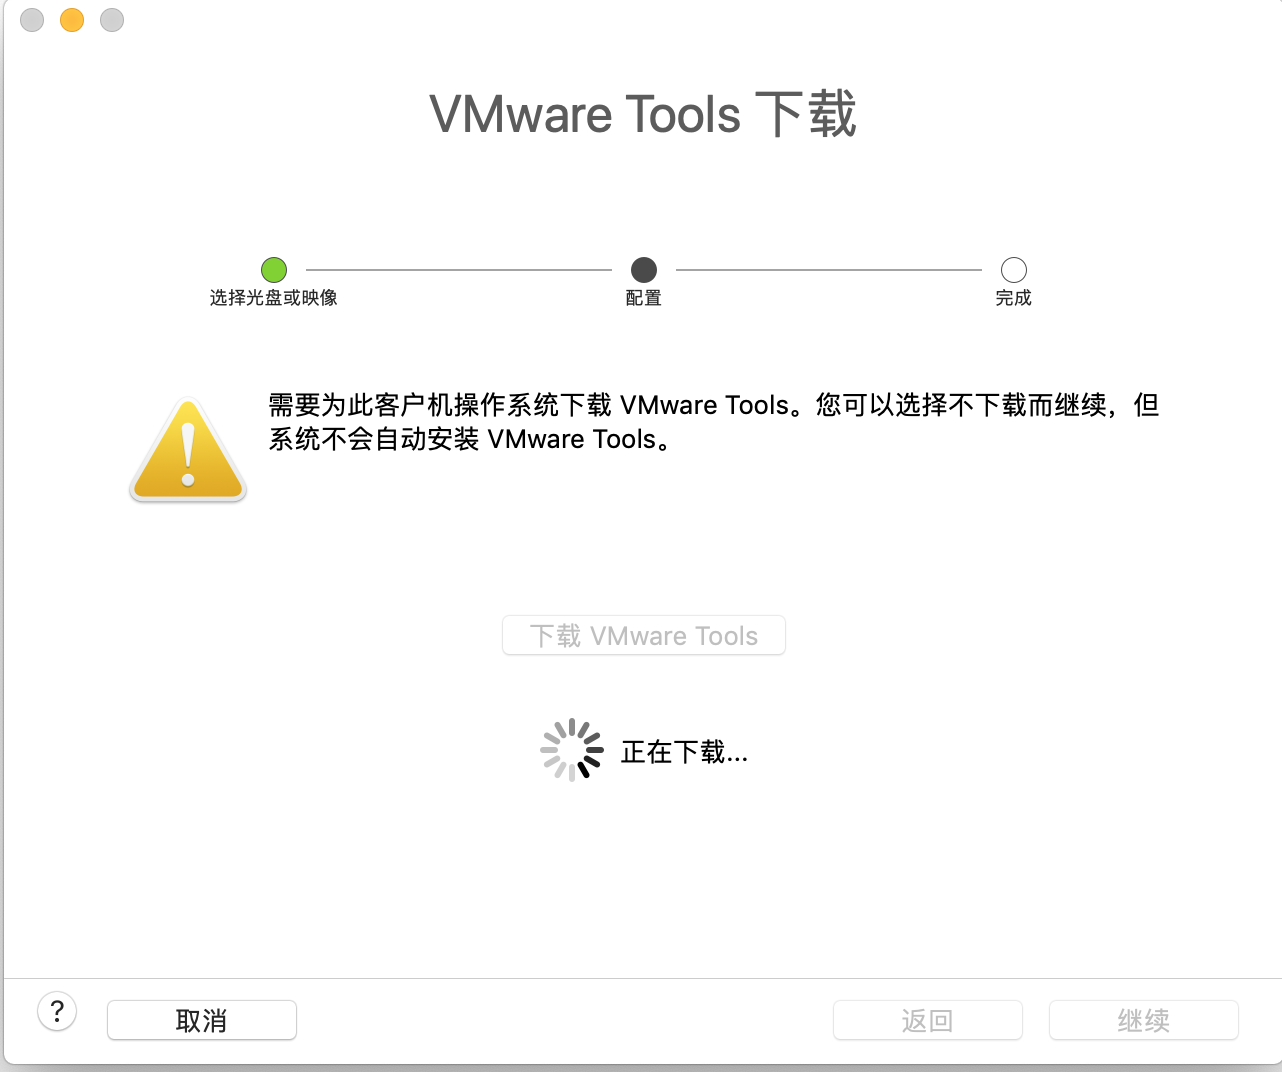 VMware Tools 下载
选择光盘或映像
配置
完成
需要为此客户机操作系统下载 VMware Tools。您可以选择不下载而继续，但
系统不会自动安装 VMware Tools。
下载 VMware Tools
正在下载...
?
取消
返回
继续